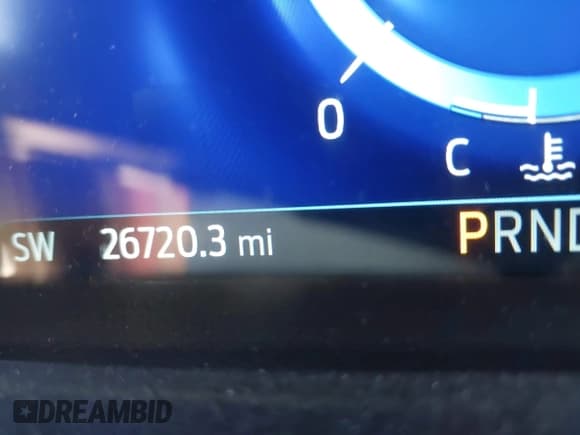 0
C
SW 26720.3 mi PRND
DREAMBID